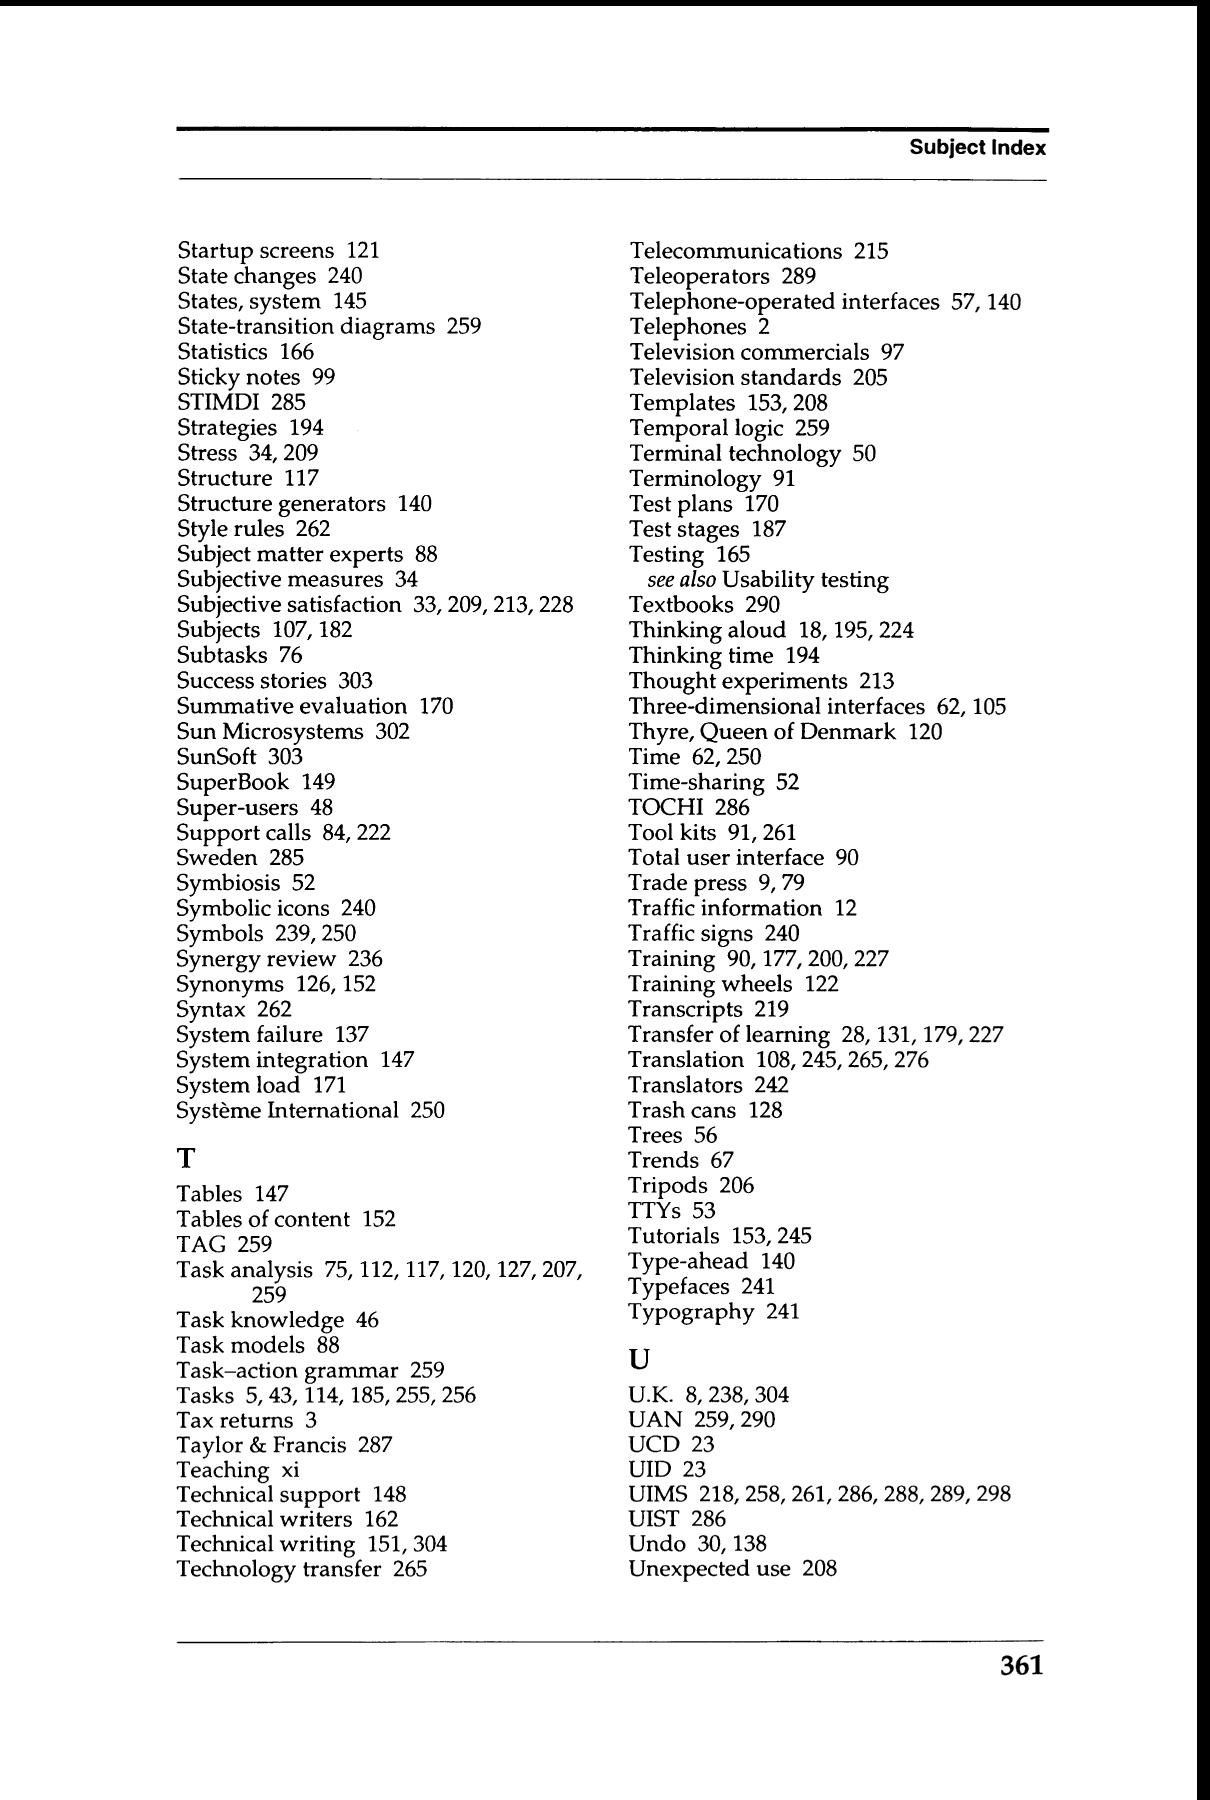 Subject Index
Startup screens 121
State changes 240
States, system 145
State-transition diagrams 259
Statistics 166
Sticky notes 99
STIMDI 285
Strategies 194
Stress 34, 209
Structure 117
Structure generators 140
Style rules 262
Subject matter experts 88
Subjective measures 34
Subjective satisfaction 33, 209, 213, 228
Subjects 107, 182
Subtasks 76
Success stories 303
Summative evaluation 170
Sun Microsystems 302
SunSoft 303
SuperBook 149
Super-users 48
Support calls 84, 222
Sweden 285
Symbiosis 52
Symbolic icons 240
Symbols 239, 250
Synergy review 236
Synonyms 126, 152
Syntax 262
System failure 137
System integration 147
System load 171
Système International 250
T
Tables 147
Tables of content 152
TAG 259
Task analysis 75, 112, 117, 120, 127, 207,
259
Task knowledge 46
Task models 88
Task–action grammar 259
Tasks 5, 43, 114, 185, 255, 256
Tax returns 3
Taylor & Francis 287
Teaching xi
Technical support 148
Technical writers 162
Technical writing 151, 304
Technology transfer 265
Telecommunications 215
Teleoperators 289
Telephone-operated interfaces 57, 140
Telephones 2
Television commercials 97
Television standards 205
Templates 153, 208
Temporal logic 259
Terminal technology 50
Terminology 91
Test plans 170
Test stages 187
Testing 165
see also Usability testing
Textbooks 290
Thinking aloud 18, 195, 224
Thinking time 194
Thought experiments 213
Three-dimensional interfaces 62, 105
Thyre, Queen of Denmark 120
Time 62, 250
Time-sharing 52
TOCHI 286
Tool kits 91, 261
Total user interface 90
Trade press 9, 79
Traffic information 12
Traffic signs 240
Training 90, 177, 200, 227
Training wheels 122
Transcripts 219
Transfer of learning 28, 131, 179, 227
Translation 108, 245, 265, 276
Translators 242
Trash cans 128
Trees 56
Trends 67
Tripods 206
TTYs 53
Tutorials 153, 245
Type-ahead 140
Typefaces 241
Typography 241
U
U.K. 8, 238, 304
UAN 259, 290
UCD 23
UID 23
UIMS 218, 258, 261, 286, 288, 289, 298
UIST 286
Undo 30, 138
Unexpected use 208
361